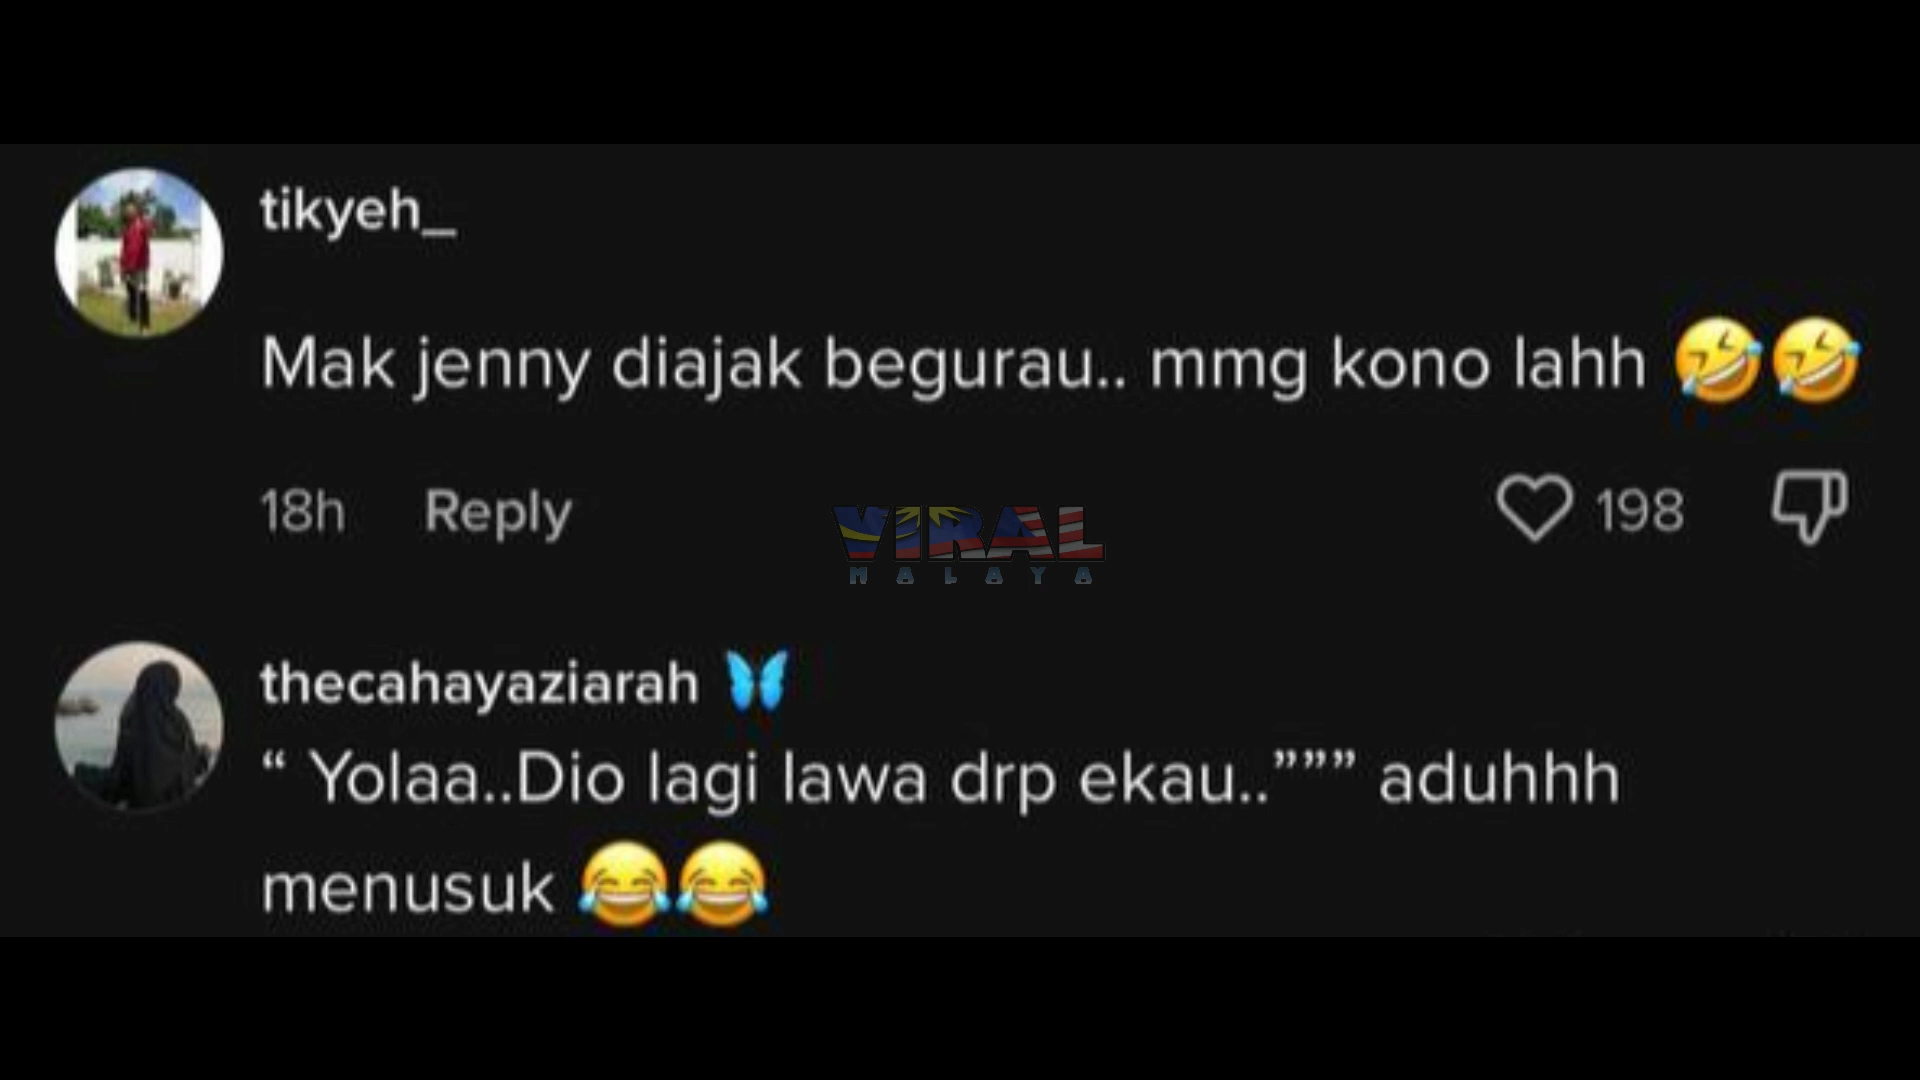 tikyeh_
Mak jenny diajak begurau.. mmg kono lahh 🤣🤣
18h Reply 198
VIRAL
MALAYA
thecahayaziarah 🦋
“ Yolaa..Dio lagi lawa drp ekau..””” aduhhh
menusuk 😂😂